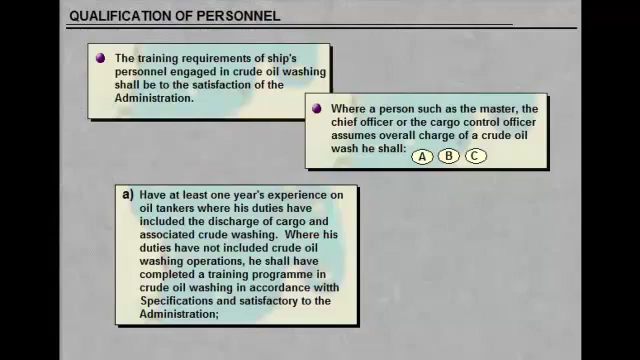 QUALIFICATION OF PERSONNEL
The training requirements of ship's
personnel engaged in crude oil washing
shall be to the satisfaction of the
Administration.
Where a person such as the master, the
chief officer or the cargo control officer
assumes overall charge of a crude oil
wash he shall:
A B C
a) Have at least one year's experience on
oil tankers where his duties have
included the discharge of cargo and
associated crude washing. Where his
duties have not included crude oil
washing operations, he shall have
completed a training programme in
crude oil washing in accordance witth
Specifications and satisfactory to the
Administration;